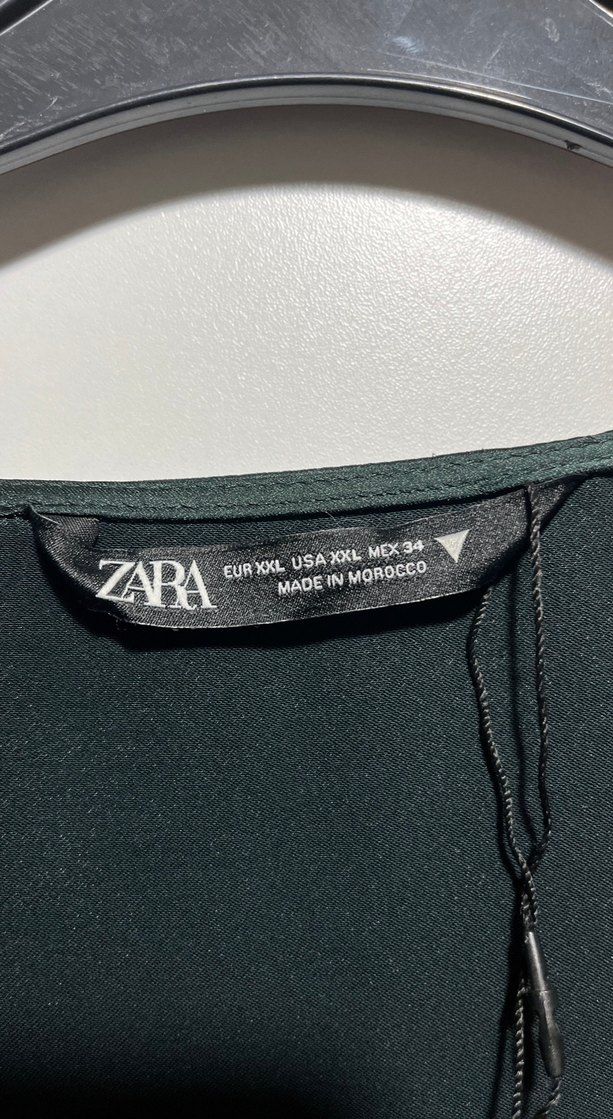 ZARA
EUR XXL USA XXL MEX 34
MADE IN MOROCCO